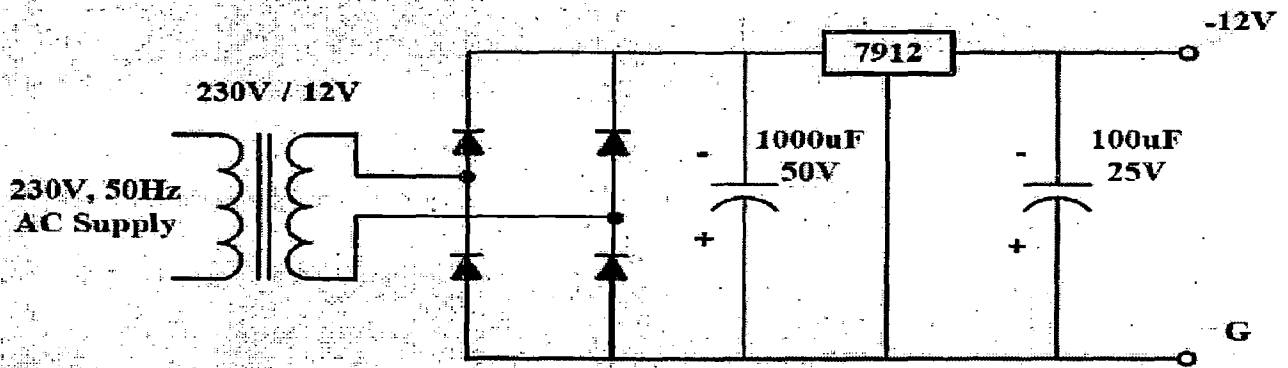 -12V
7912
230V / 12V
1000uF
50V
100uF
25V
230V, 50Hz
AC Supply
-
-
+
+
G